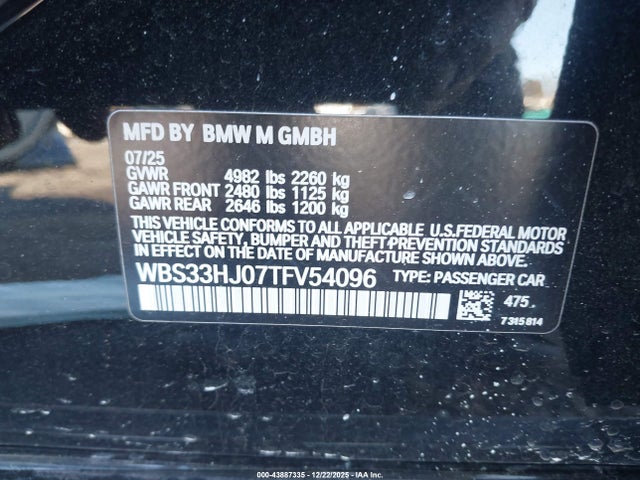 MFD BY BMW M GMBH
07/25
GVWR 4982 lbs 2260 kg
GAWR FRONT 2480 lbs 1125 kg
GAWR REAR 2646 lbs 1200 kg
THIS VEHICLE CONFORMS TO ALL APPLICABLE U.S.FEDERAL MOTOR
VEHICLE SAFETY, BUMPER AND THEFT-PREVENTION STANDARDS
IN EFFECT ON THE DATE OF MANUFACTURE SHOWN ABOVE.
WBS33HJ07TFV54096 TYPE: PASSENGER CAR
475
7315814
000-43887335 - 12/22/2025 - IAA Inc.